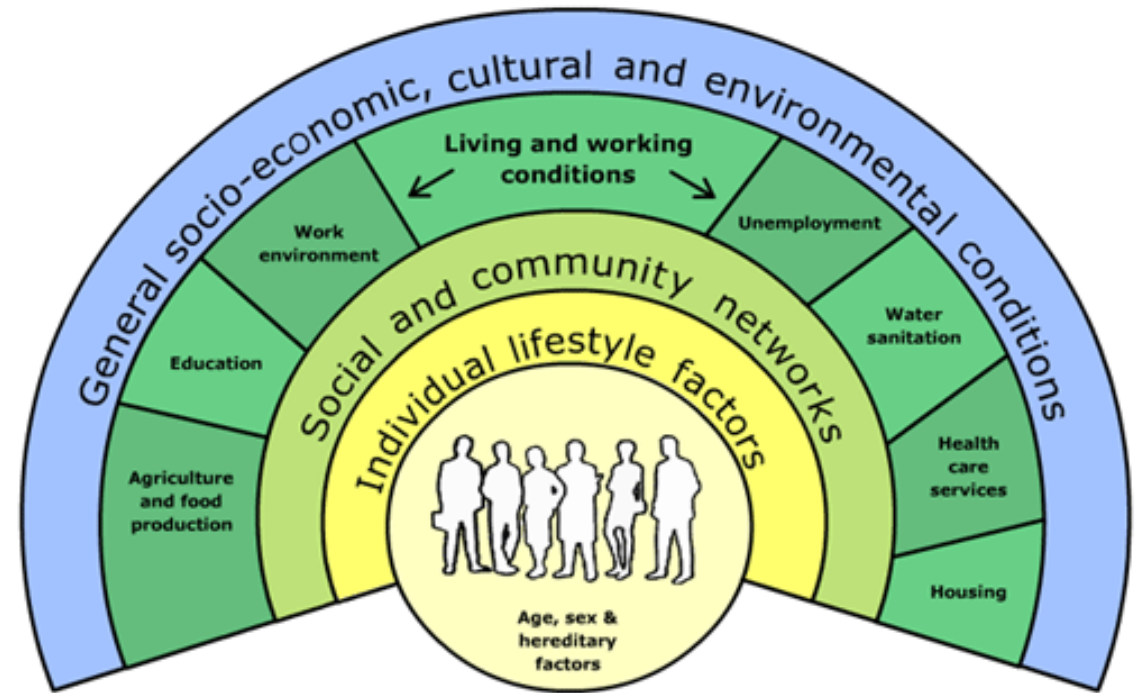 General socio-economic, cultural and environmental conditions
Living and working
conditions
Work
environment
Unemployment
Education
Water
sanitation
Agriculture
and food
production
Health
care
services
Housing
Social and community networks
Individual lifestyle factors
Age, sex &
hereditary
factors